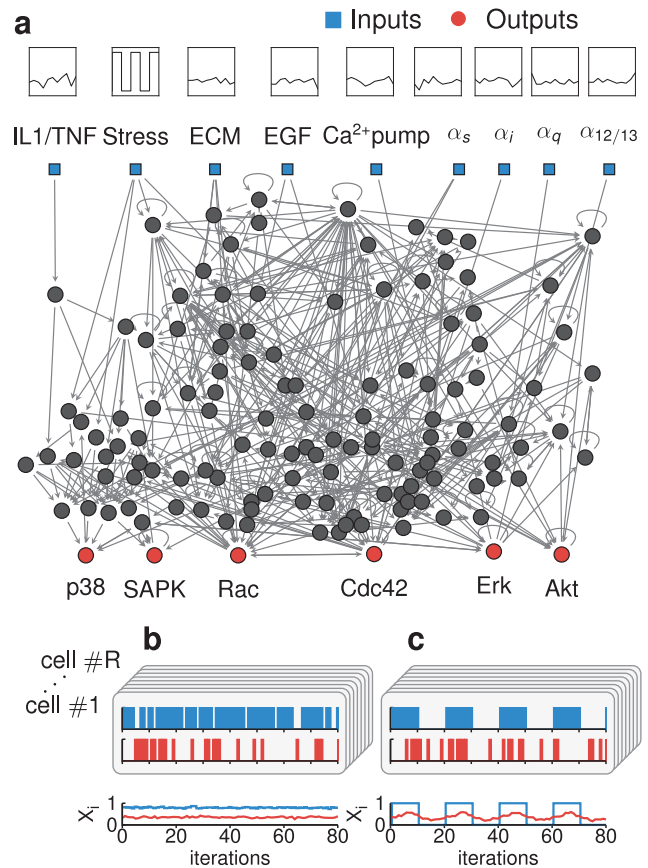 a
Inputs Outputs
IL1/TNF Stress ECM EGF Ca²⁺pump αs αi αq α12/13
p38 SAPK Rac Cdc42 Erk Akt
b c
cell #R
cell #1
1
0
Xi
0 20 40 60 80
iterations
1
0
Xi
0 20 40 60 80
iterations